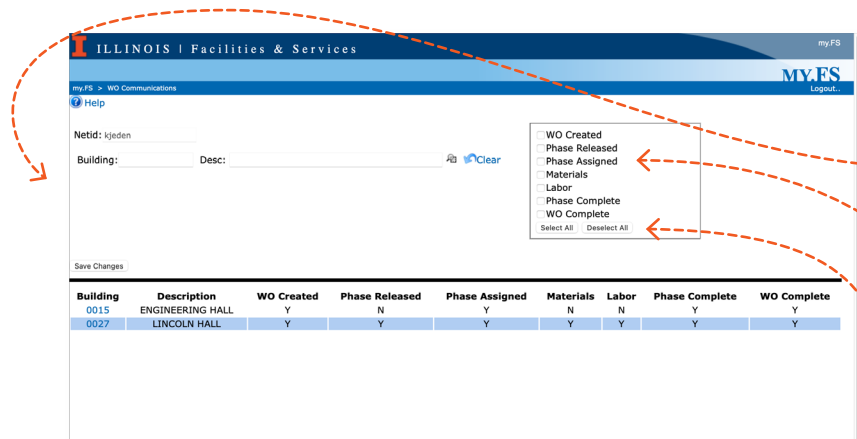 I ILLINOIS | Facilities & Services
my.FS
MY.FS
my.FS > WO Communications
Logout..
? Help
Netid: kjeden
Building:
Desc:
Clear
WO Created
Phase Released
Phase Assigned
Materials
Labor
Phase Complete
WO Complete
Select All Deselect All
Save Changes
Building Description WO Created Phase Released Phase Assigned Materials Labor Phase Complete WO Complete
0015 ENGINEERING HALL Y N Y N N Y Y
0027 LINCOLN HALL Y Y Y Y Y Y Y